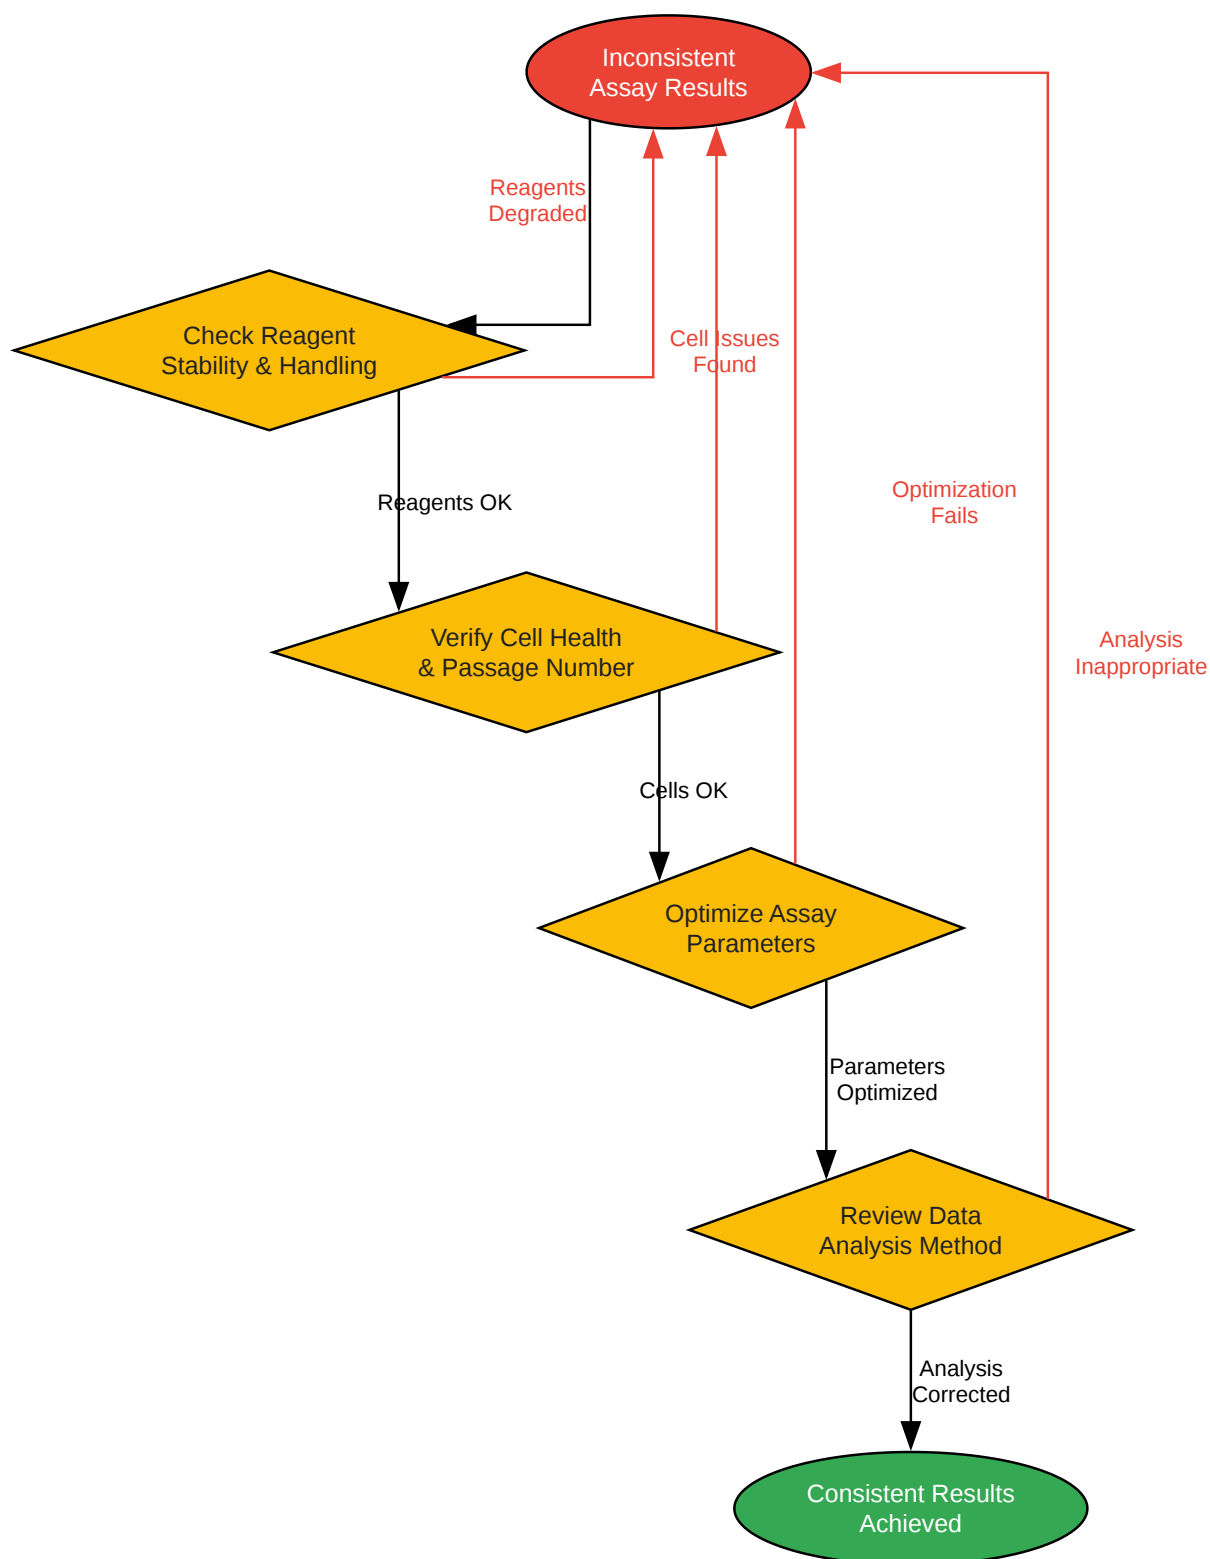 Inconsistent
Assay Results
Reagents
Degraded
Check Reagent
Stability & Handling
Cell Issues
Found
Reagents OK
Optimization
Fails
Verify Cell Health
& Passage Number
Analysis
Inappropriate
Cells OK
Optimize Assay
Parameters
Parameters
Optimized
Review Data
Analysis Method
Analysis
Corrected
Consistent Results
Achieved